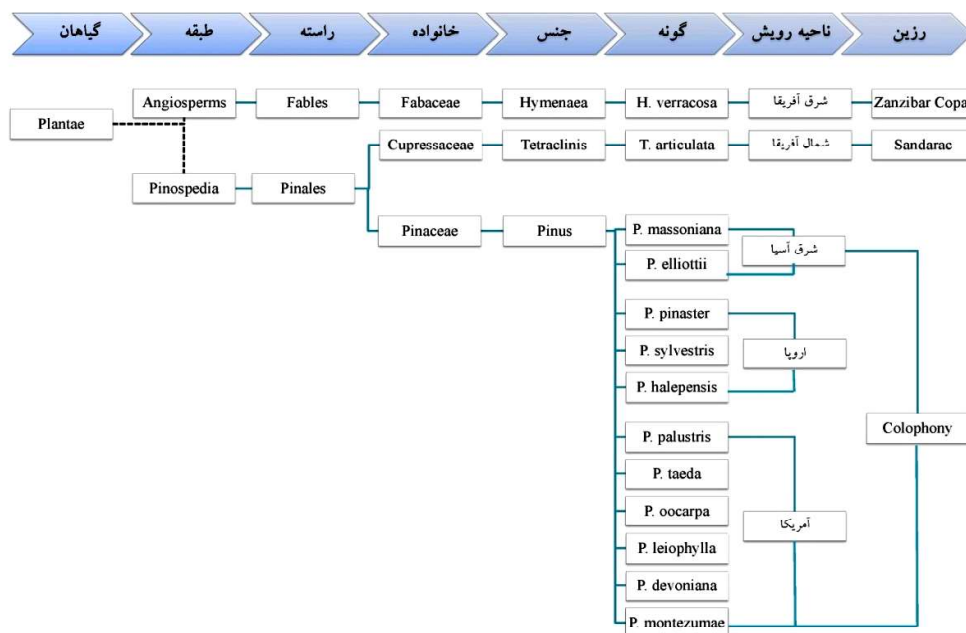 گیاهان
طبقه
راسته
خانواده
جنس
گونه
ناحیه رویش
رزین
Plantae
Angiosperms
Fables
Fabaceae
Hymenaea
H. verracosa
شرق آفریقا
Zanzibar Copa
Cupressaceae
Tetraclinis
T. articulata
شمال آفریقا
Sandarac
Pinospedia
Pinales
Pinaceae
Pinus
P. massoniana
P. elliottii
شرق آسیا
P. pinaster
P. sylvestris
P. halepensis
اروپا
P. palustris
P. taeda
P. oocarpa
P. leiophylla
P. devoniana
P. montezumae
آمریکا
Colophony